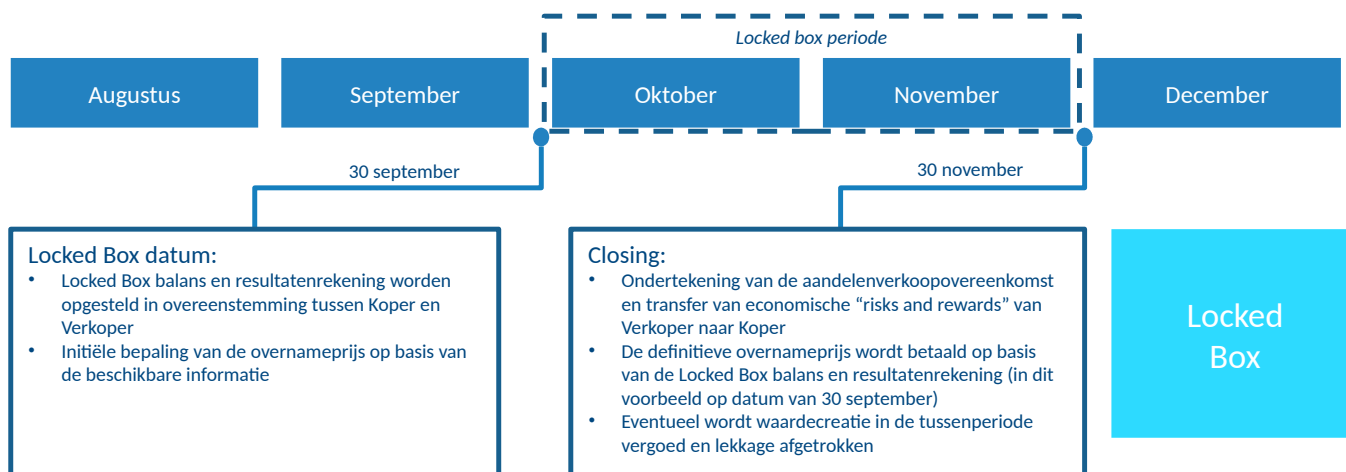 Locked box periode
Augustus
September
Oktober
November
December
30 september
30 november
Locked Box datum:
• Locked Box balans en resultatenrekening worden
opgesteld in overeenstemming tussen Koper en
Verkoper
• Initiële bepaling van de overnameprijs op basis van
de beschikbare informatie
Closing:
• Ondertekening van de aandelenverkoopovereenkomst
en transfer van economische “risks and rewards” van
Verkoper naar Koper
• De definitieve overnameprijs wordt betaald op basis
van de Locked Box balans en resultatenrekening (in dit
voorbeeld op datum van 30 september)
• Eventueel wordt waardecreatie in de tussenperiode
vergoed en lekkage afgetrokken
Locked
Box